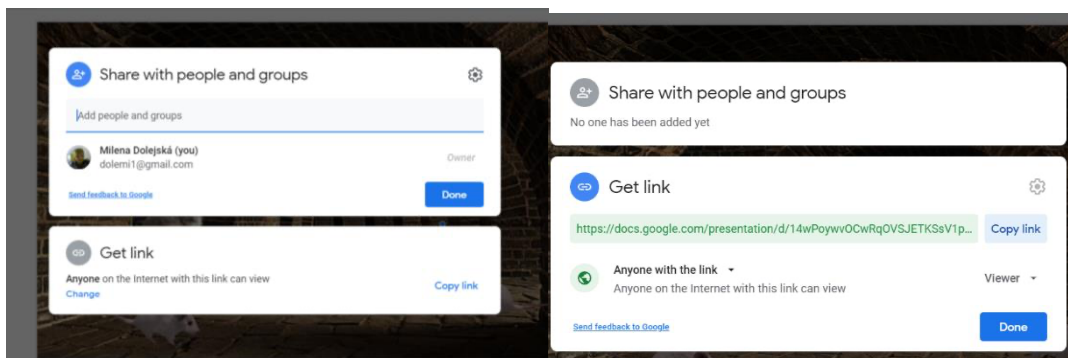 Share with people and groups
Add people and groups
Milena Dolejská (you)
dolemi1@gmail.com
Owner
Send feedback to Google
Done
Get link
Anyone on the Internet with this link can view
Change
Copy link
Share with people and groups
No one has been added yet
Get link
https://docs.google.com/presentation/d/14wPoywvOCwRqOVSJETKSsV1p...
Copy link
Anyone with the link
Anyone on the Internet with this link can view
Viewer
Send feedback to Google
Done